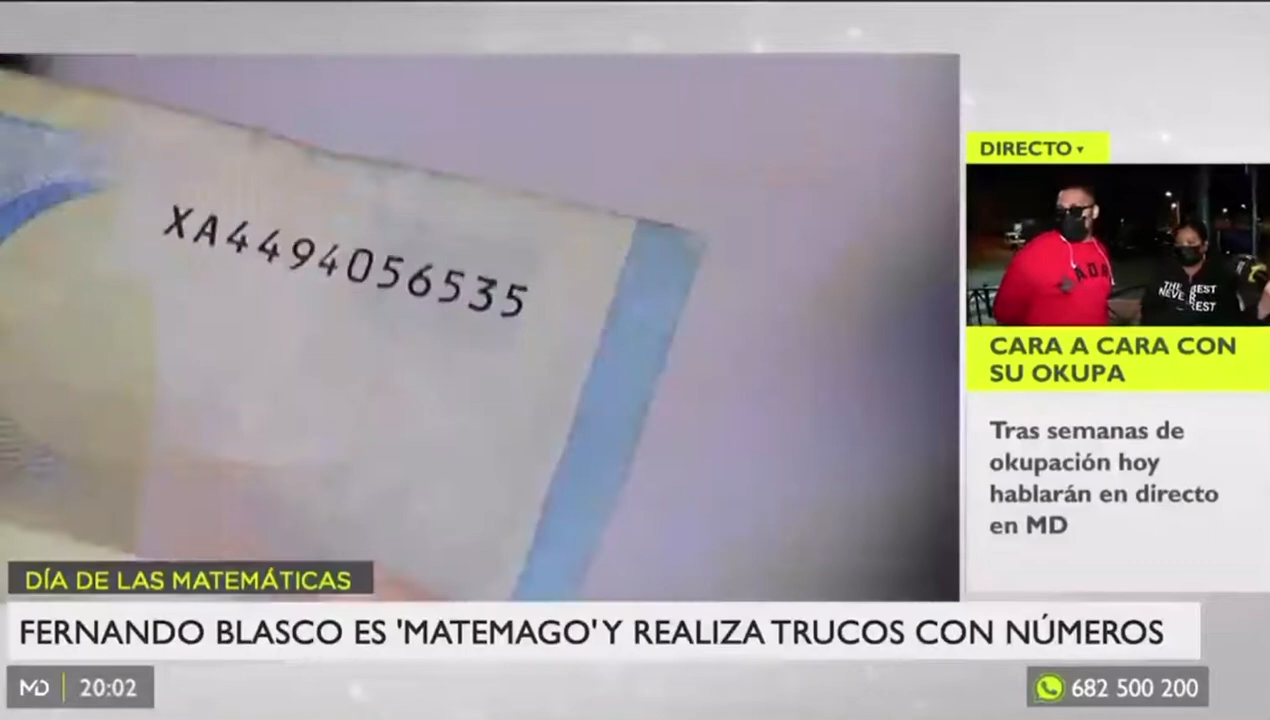 XA4494056535
DIRECTO
CARA A CARA CON
SU OKUPA
Tras semanas de
okupación hoy
hablarán en directo
en MD
DÍA DE LAS MATEMÁTICAS
FERNANDO BLASCO ES 'MATEMAGO' Y REALIZA TRUCOS CON NÚMEROS
MD 20:02
682 500 200